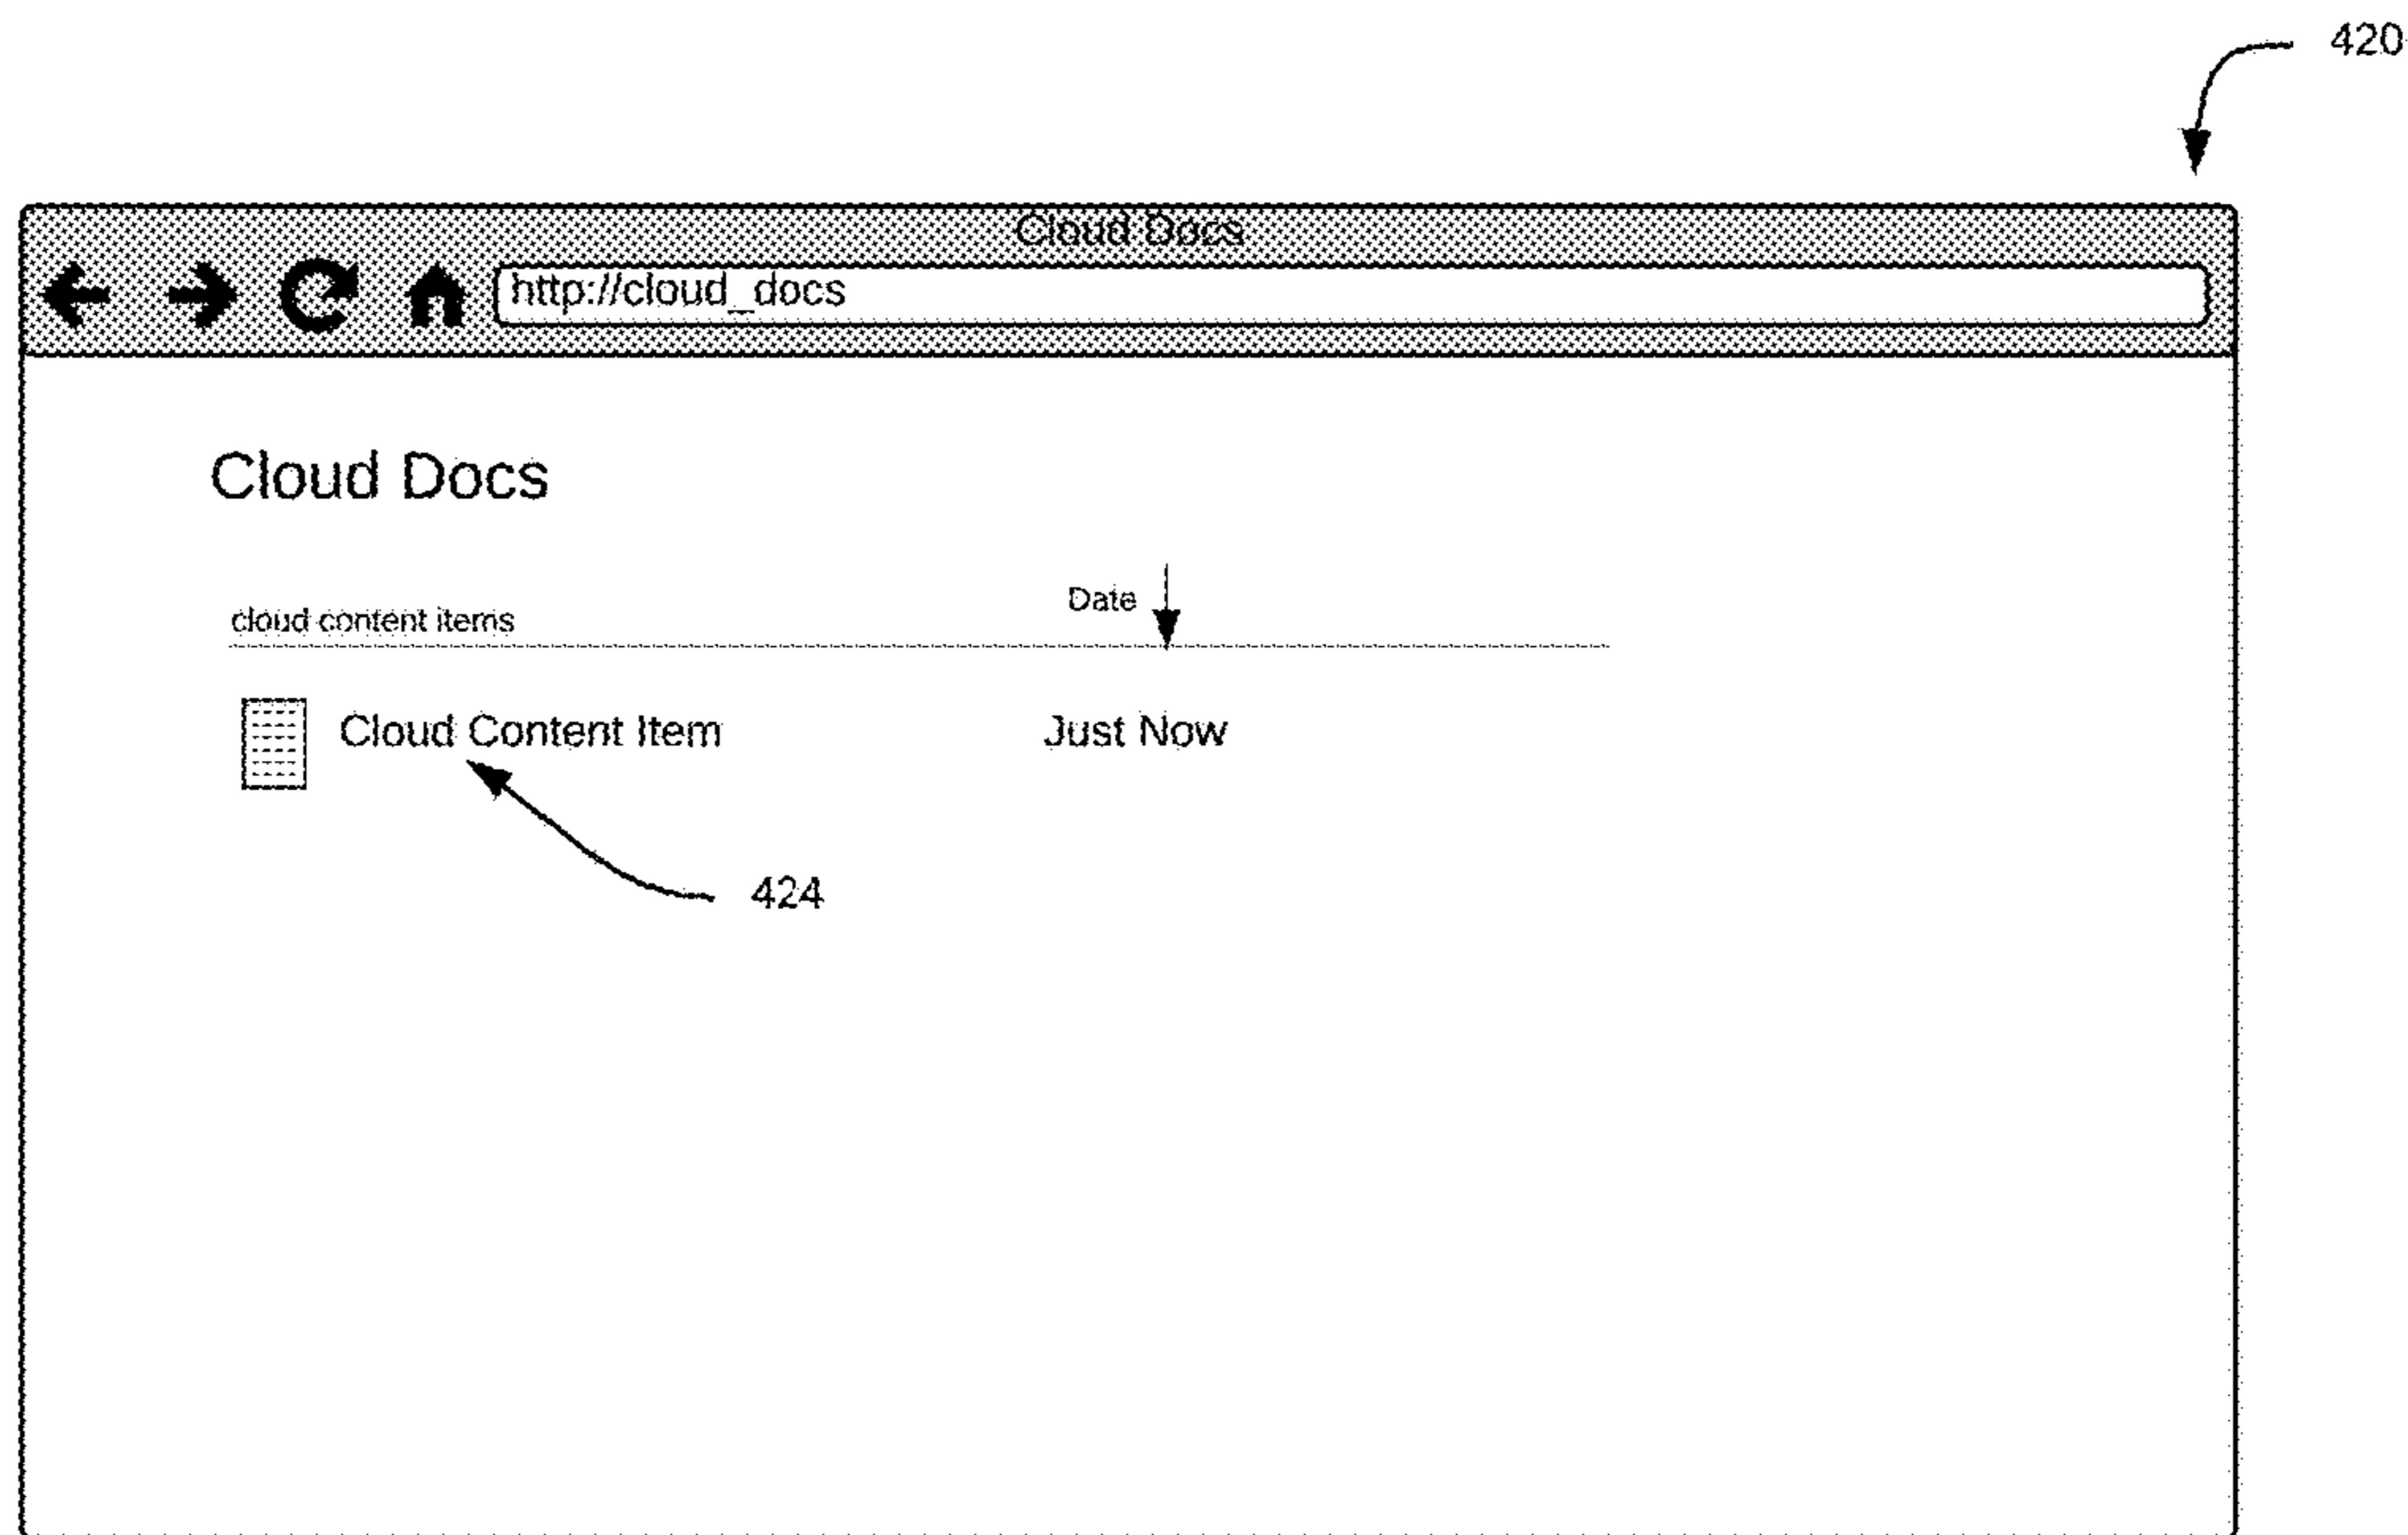 420
Cloud Docs
http://cloud_docs
Cloud Docs
cloud content items Date
Cloud Content Item Just Now
424